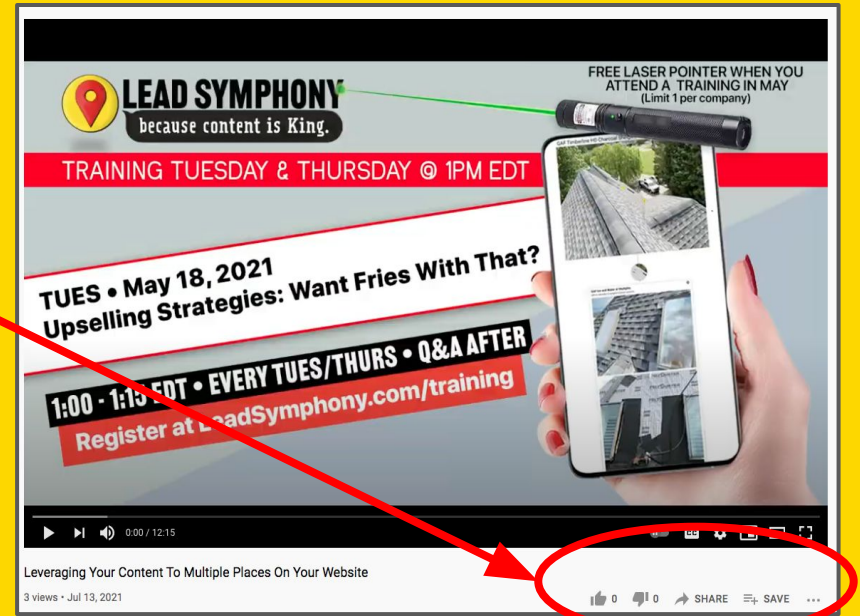 LEAD SYMPHONY
because content is King.
FREE LASER POINTER WHEN YOU
ATTEND A TRAINING IN MAY
(Limit 1 per company)
TRAINING TUESDAY & THURSDAY @ 1PM EDT
TUES • May 18, 2021
Upselling Strategies: Want Fries With That?
1:00 - 1:15 EDT • EVERY TUES/THURS • Q&A AFTER
Register at LeadSymphony.com/training
0:00 / 12:15
Leveraging Your Content To Multiple Places On Your Website
3 views • Jul 13, 2021
0 0 SHARE SAVE